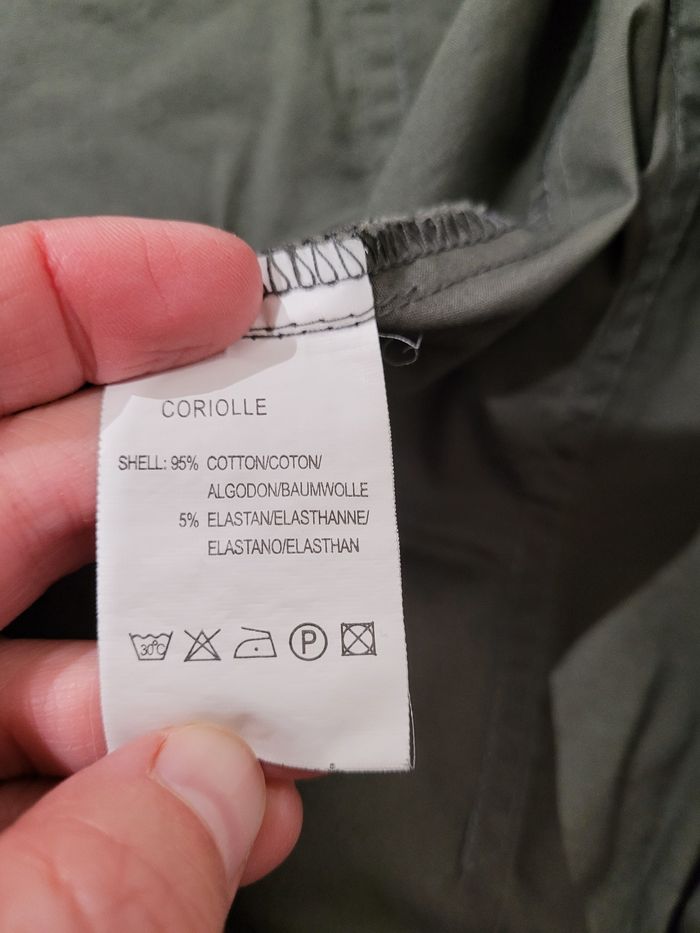 CORIOLLE
SHELL: 95% COTTON/COTON/
ALGODON/BAUMWOLLE
5% ELASTAN/ELASTHANNE/
ELASTANO/ELASTHAN
30°C P